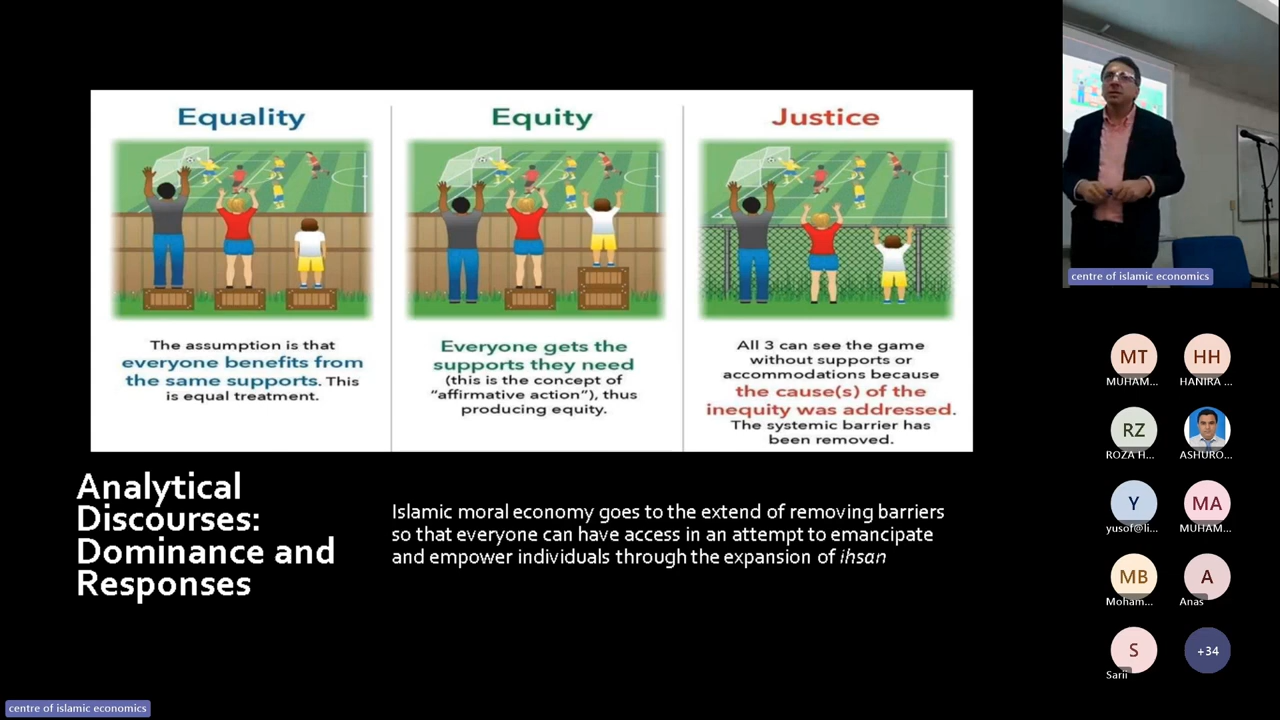 Equality
The assumption is that
everyone benefits from
the same supports. This
is equal treatment.
Equity
Everyone gets the
supports they need
(this is the concept of
"affirmative action"), thus
producing equity.
Justice
All 3 can see the game
without supports or
accommodations because
the cause(s) of the
inequity was addressed.
The systemic barrier has
been removed.
Analytical
Discourses:
Dominance and
Responses
Islamic moral economy goes to the extend of removing barriers
so that everyone can have access in an attempt to emancipate
and empower individuals through the expansion of ihsan
centre of islamic economics
centre of islamic economics
MT
MUHAM...
HH
HANIRA ...
RZ
ROZA H...
ASHURO...
Y
yusof@li...
MA
MUHAM...
MB
Moham...
A
Anas
S
Sarii
+34